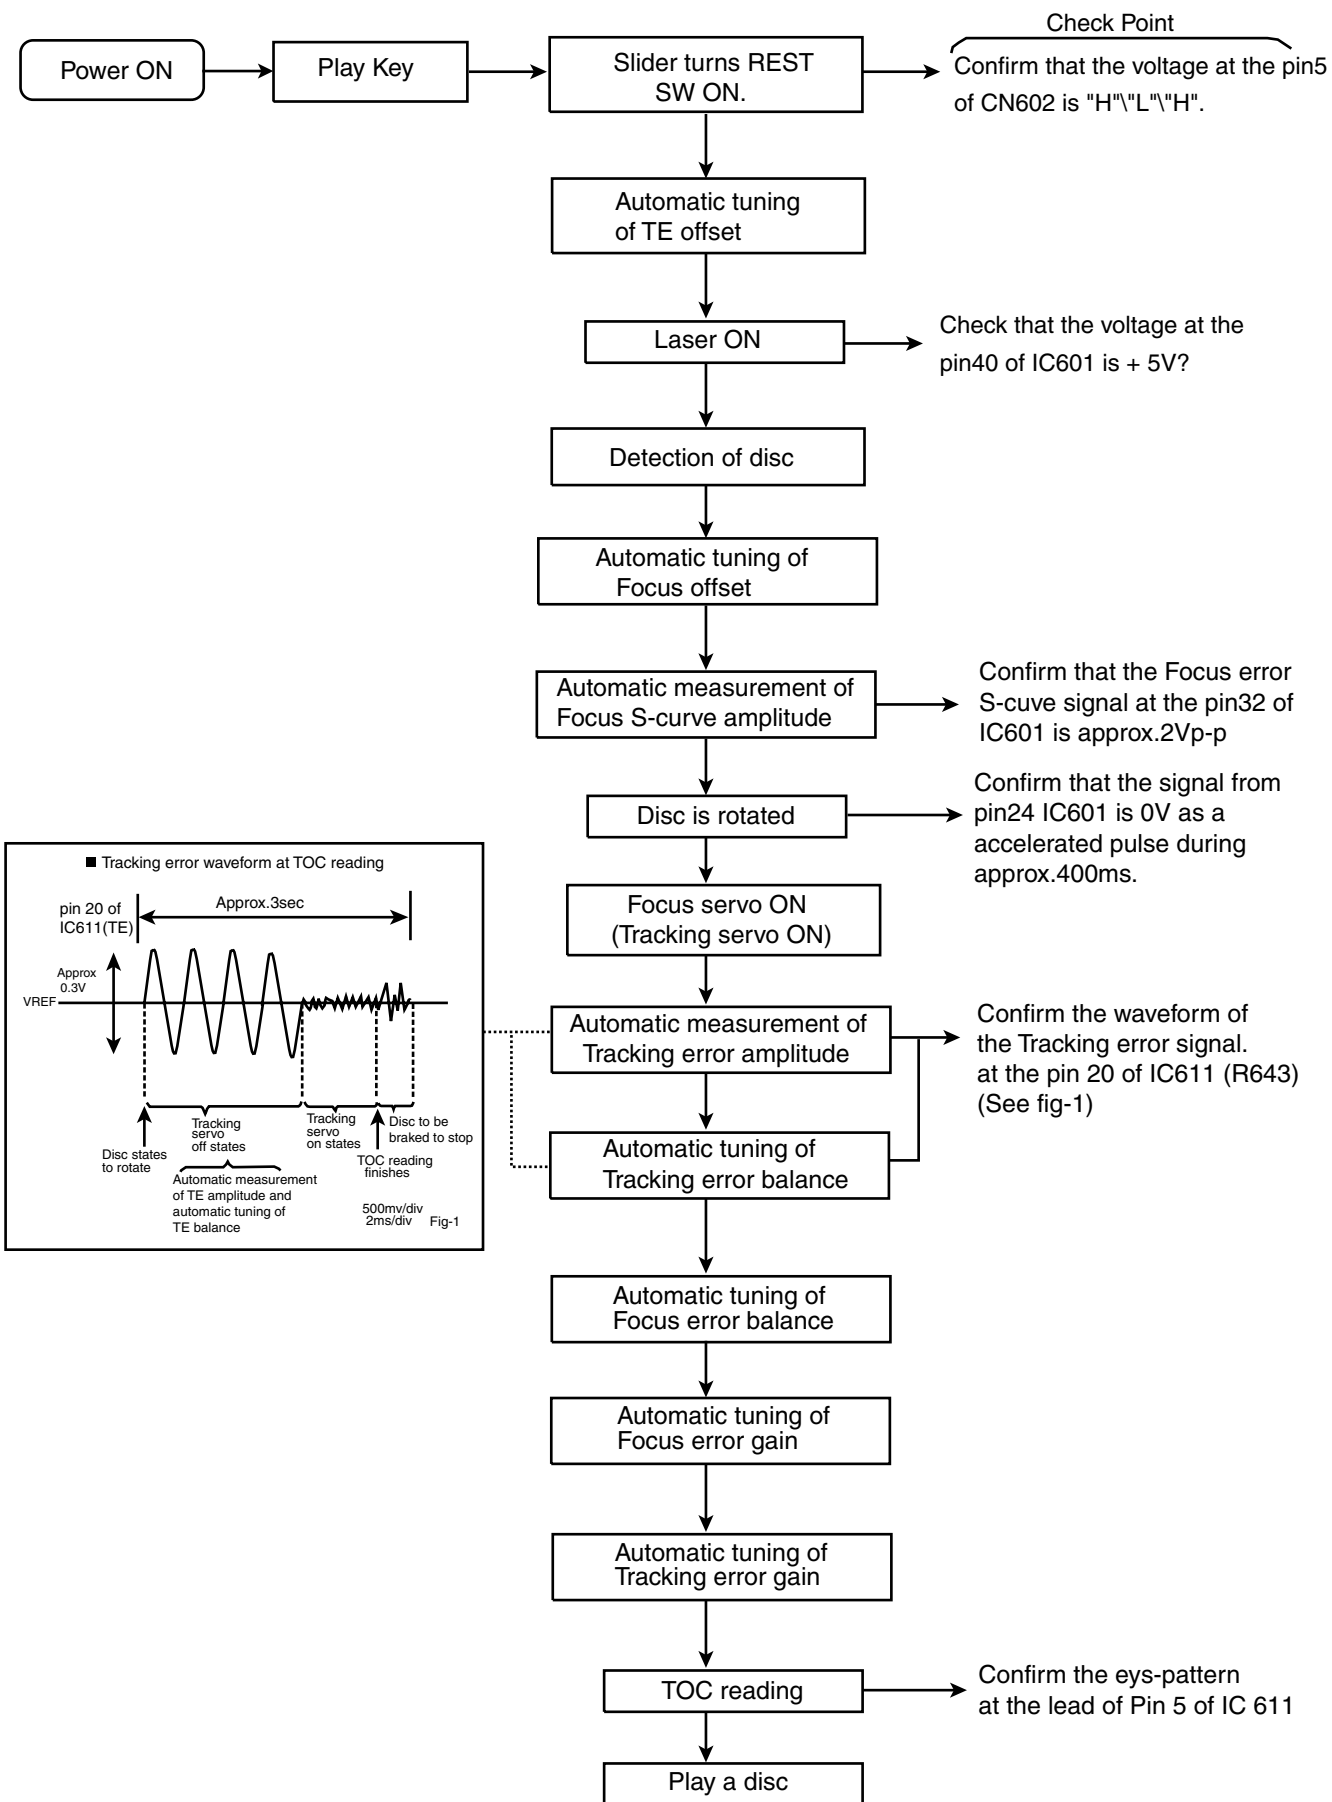 Check Point
Power ON
Play Key
Slider turns REST
SW ON.
Confirm that the voltage at the pin5
of CN602 is "H"\"L"\"H".
Automatic tuning
of TE offset
Laser ON
Check that the voltage at the
pin40 of IC601 is + 5V?
Detection of disc
Automatic tuning of
Focus offset
Automatic measurement of
Focus S-curve amplitude
Confirm that the Focus error
S-cuve signal at the pin32 of
IC601 is approx.2Vp-p
Disc is rotated
Confirm that the signal from
pin24 IC601 is 0V as a
accelerated pulse during
approx.400ms.
Focus servo ON
(Tracking servo ON)
■ Tracking error waveform at TOC reading
pin 20 of
IC611(TE)
Approx.3sec
Approx
0.3V
VREF
Disc states
to rotate
Tracking
servo
off states
Tracking
servo
on states
Disc to be
braked to stop
TOC reading
finishes
Automatic measurement
of TE amplitude and
automatic tuning of
TE balance
500mv/div
2ms/div
Fig-1
Automatic measurement of
Tracking error amplitude
Confirm the waveform of
the Tracking error signal.
at the pin 20 of IC611 (R643)
(See fig-1)
Automatic tuning of
Tracking error balance
Automatic tuning of
Focus error balance
Automatic tuning of
Focus error gain
Automatic tuning of
Tracking error gain
TOC reading
Confirm the eys-pattern
at the lead of Pin 5 of IC 611
Play a disc